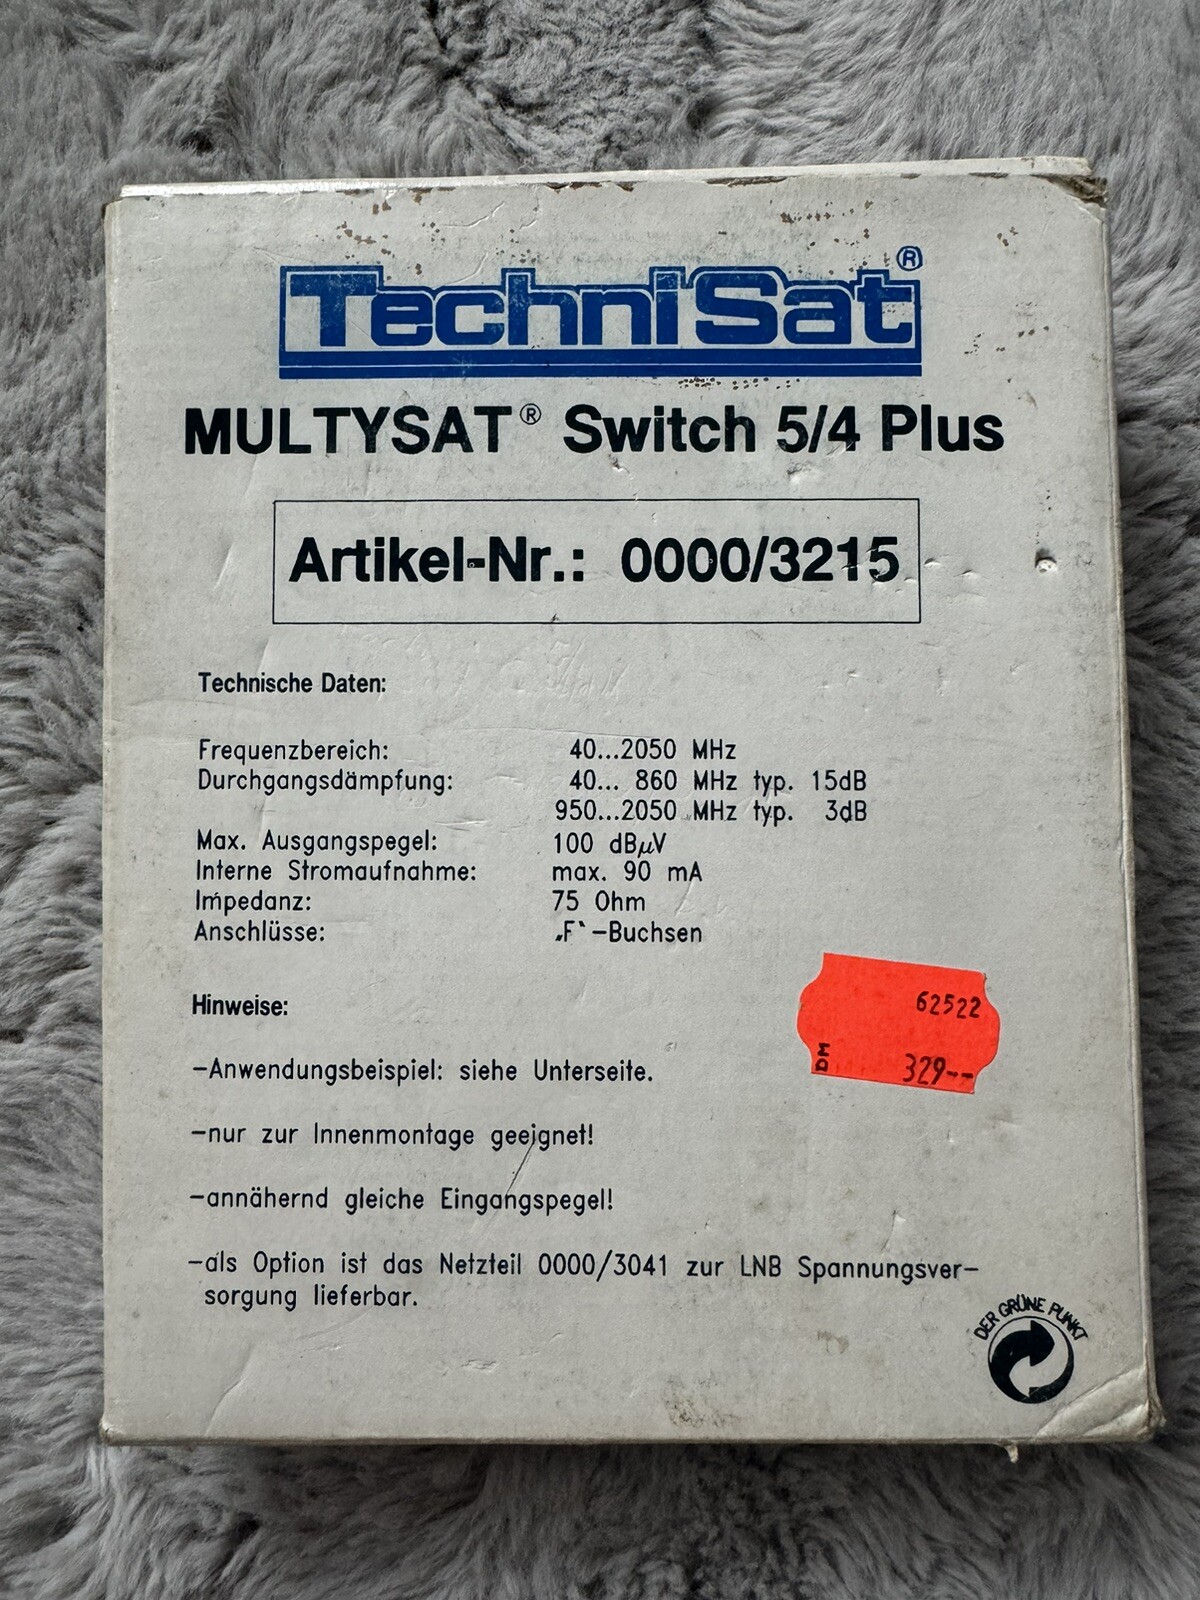 TechniSat®
MULTYSAT® Switch 5/4 Plus
Artikel-Nr.: 0000/3215
Technische Daten:
Frequenzbereich: 40...2050 MHz
Durchgangsdämpfung: 40... 860 MHz typ. 15dB
950...2050 MHz typ. 3dB
Max. Ausgangspegel: 100 dBµV
Interne Stromaufnahme: max. 90 mA
Impedanz: 75 Ohm
Anschlüsse: „F‟-Buchsen
Hinweise:
62522
DM 329--
-Anwendungsbeispiel: siehe Unterseite.
-nur zur Innenmontage geeignet!
-annähernd gleiche Eingangspegel!
-als Option ist das Netzteil 0000/3041 zur LNB Spannungsver-
sorgung lieferbar.
DER GRÜNE PUNKT